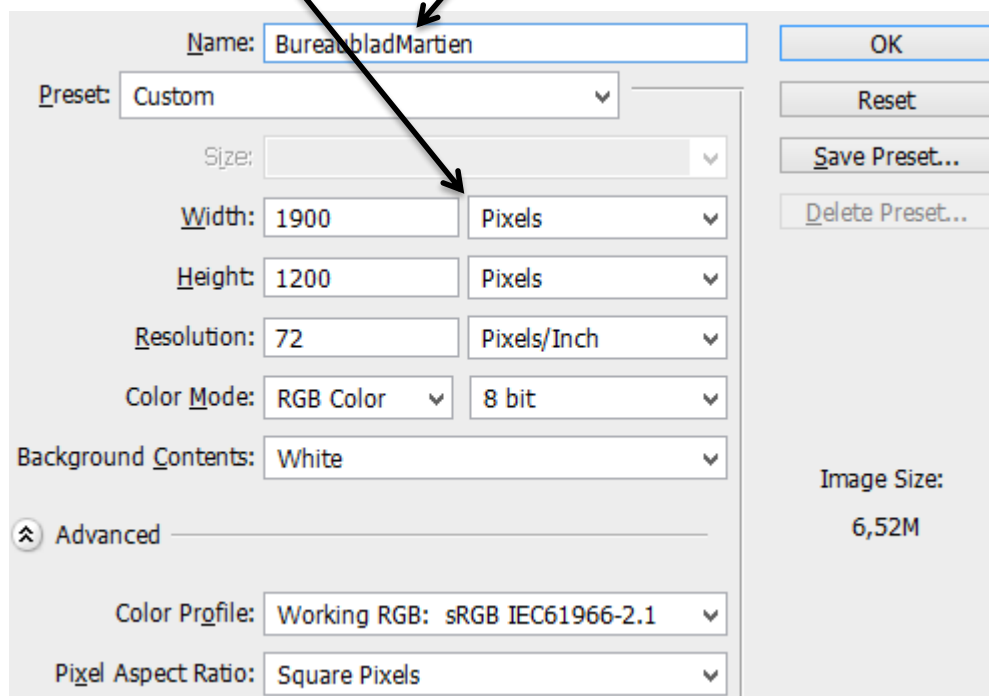 Name: BureaubladMartien
OK
Preset: Custom
Reset
Size:
Save Preset...
Width: 1900 Pixels
Delete Preset...
Height: 1200 Pixels
Resolution: 72 Pixels/Inch
Color Mode: RGB Color 8 bit
Background Contents: White
Image Size:
Advanced
6,52M
Color Profile: Working RGB: sRGB IEC61966-2.1
Pixel Aspect Ratio: Square Pixels